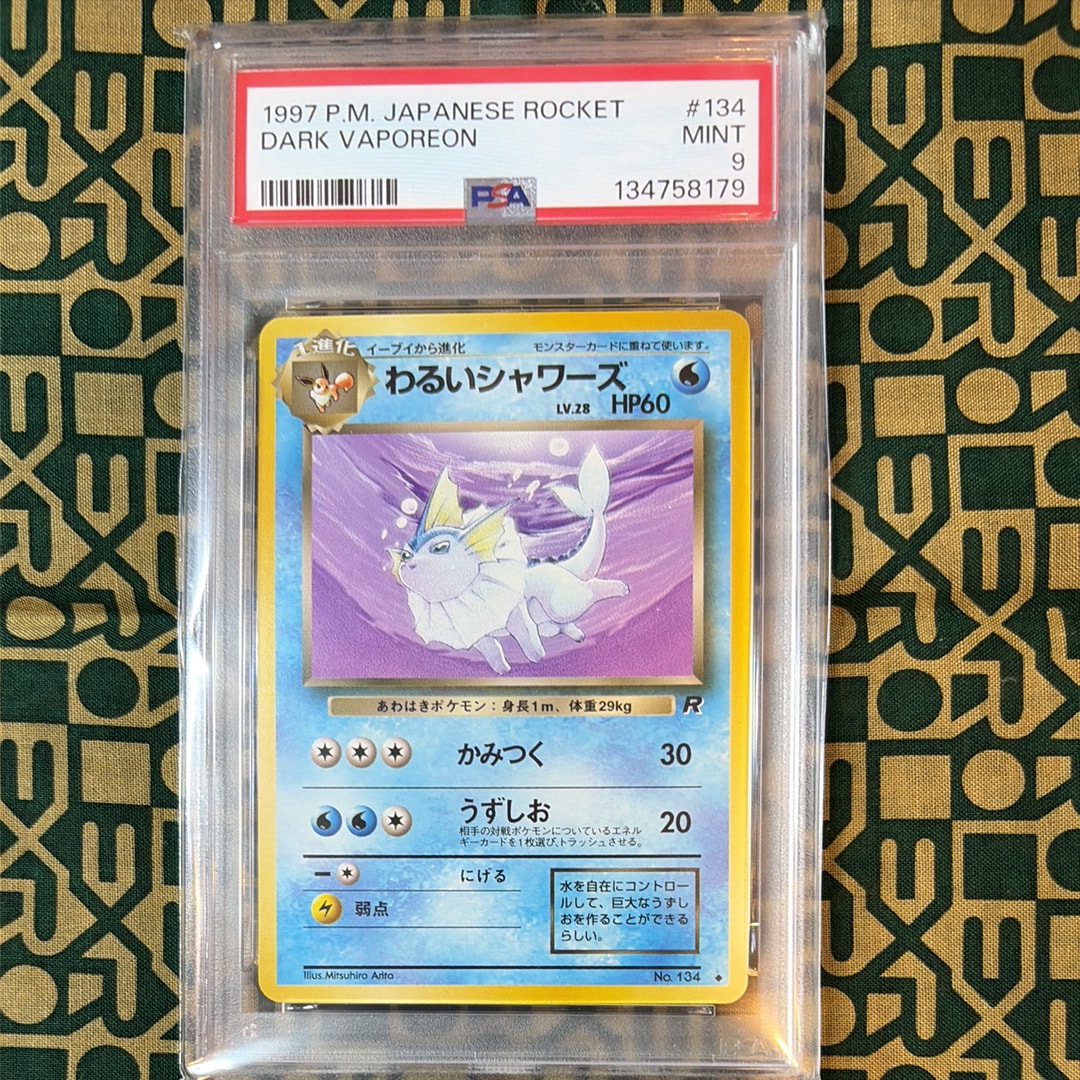 1997 P.M. JAPANESE ROCKET #134
DARK VAPOREON MINT
9
PSA 134758179
進化 イーブイから進化 モンスターカードに重ねて使います。
わるいシャワーズ
LV.28 HP60
あわはきポケモン：身長1m、体重29kg R
かみつく 30
うずしお 20
相手の対戦ポケモンについているエネル
ギーカードを1枚選び、トラッシュさせる。
にげる
弱点
水を自在にコントロー
ルして、巨大なうずし
おを作ることができる
らしい。
Illus.Mitsuhiro Arita No. 134